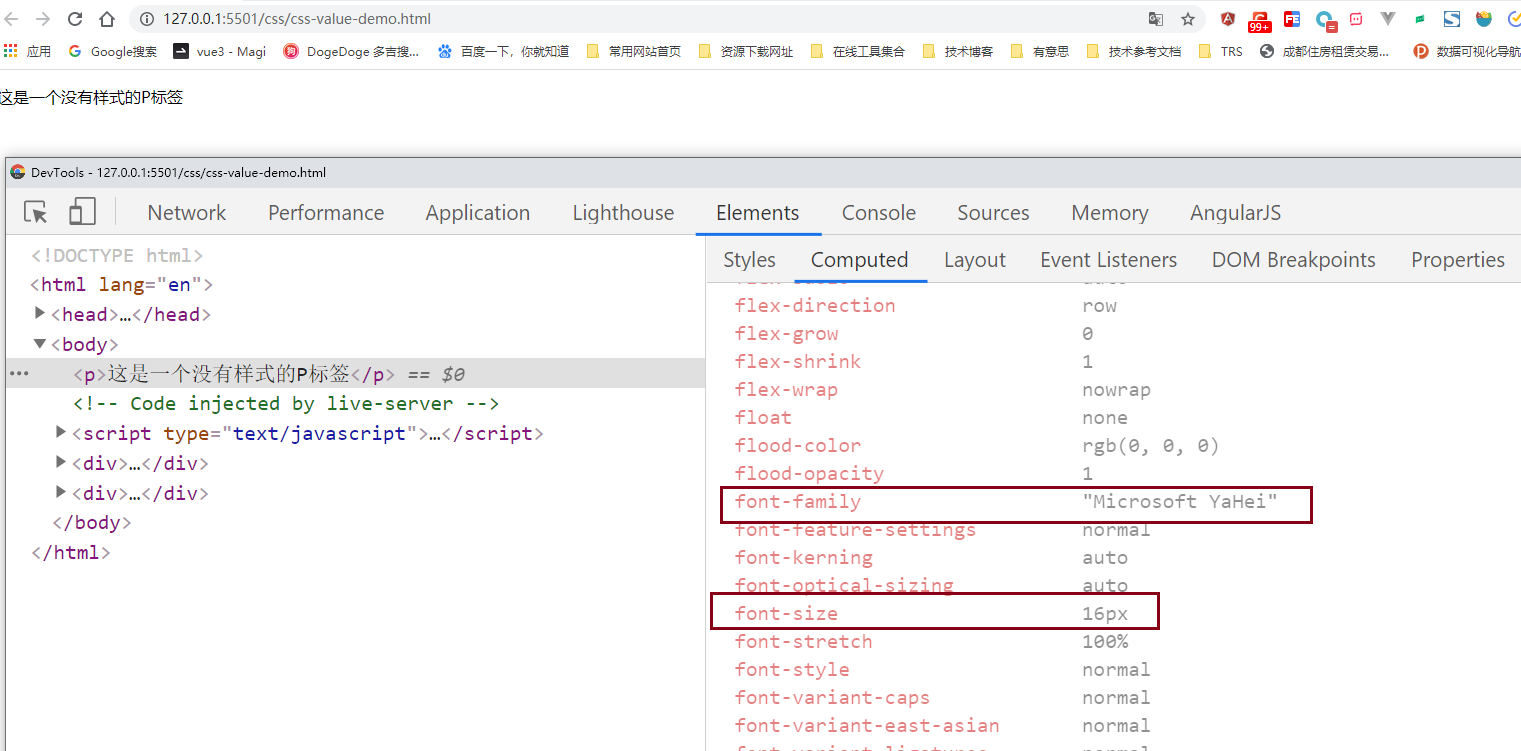 127.0.0.1:5501/css/css-value-demo.html
99+
应用 Google搜索 vue3 - Magi DogeDoge 多吉搜... 百度一下，你就知道 常用网站首页 资源下载网址 在线工具集合 技术博客 有意思 技术参考文档 TRS 成都住房租赁交易... 数据可视化导航
这是一个没有样式的P标签
DevTools - 127.0.0.1:5501/css/css-value-demo.html
Network Performance Application Lighthouse Elements Console Sources Memory AngularJS
Styles Computed Layout Event Listeners DOM Breakpoints Properties
<!DOCTYPE html>
<html lang="en">
<head>…</head>
<body>
<p>这是一个没有样式的P标签</p> == $0
<!-- Code injected by live-server -->
<script type="text/javascript">…</script>
<div>…</div>
<div>…</div>
</body>
</html>
flex-direction row
flex-grow 0
flex-shrink 1
flex-wrap nowrap
float none
flood-color rgb(0, 0, 0)
flood-opacity 1
font-family "Microsoft YaHei"
font-feature-settings normal
font-kerning auto
font-optical-sizing auto
font-size 16px
font-stretch 100%
font-style normal
font-variant-caps normal
font-variant-east-asian normal